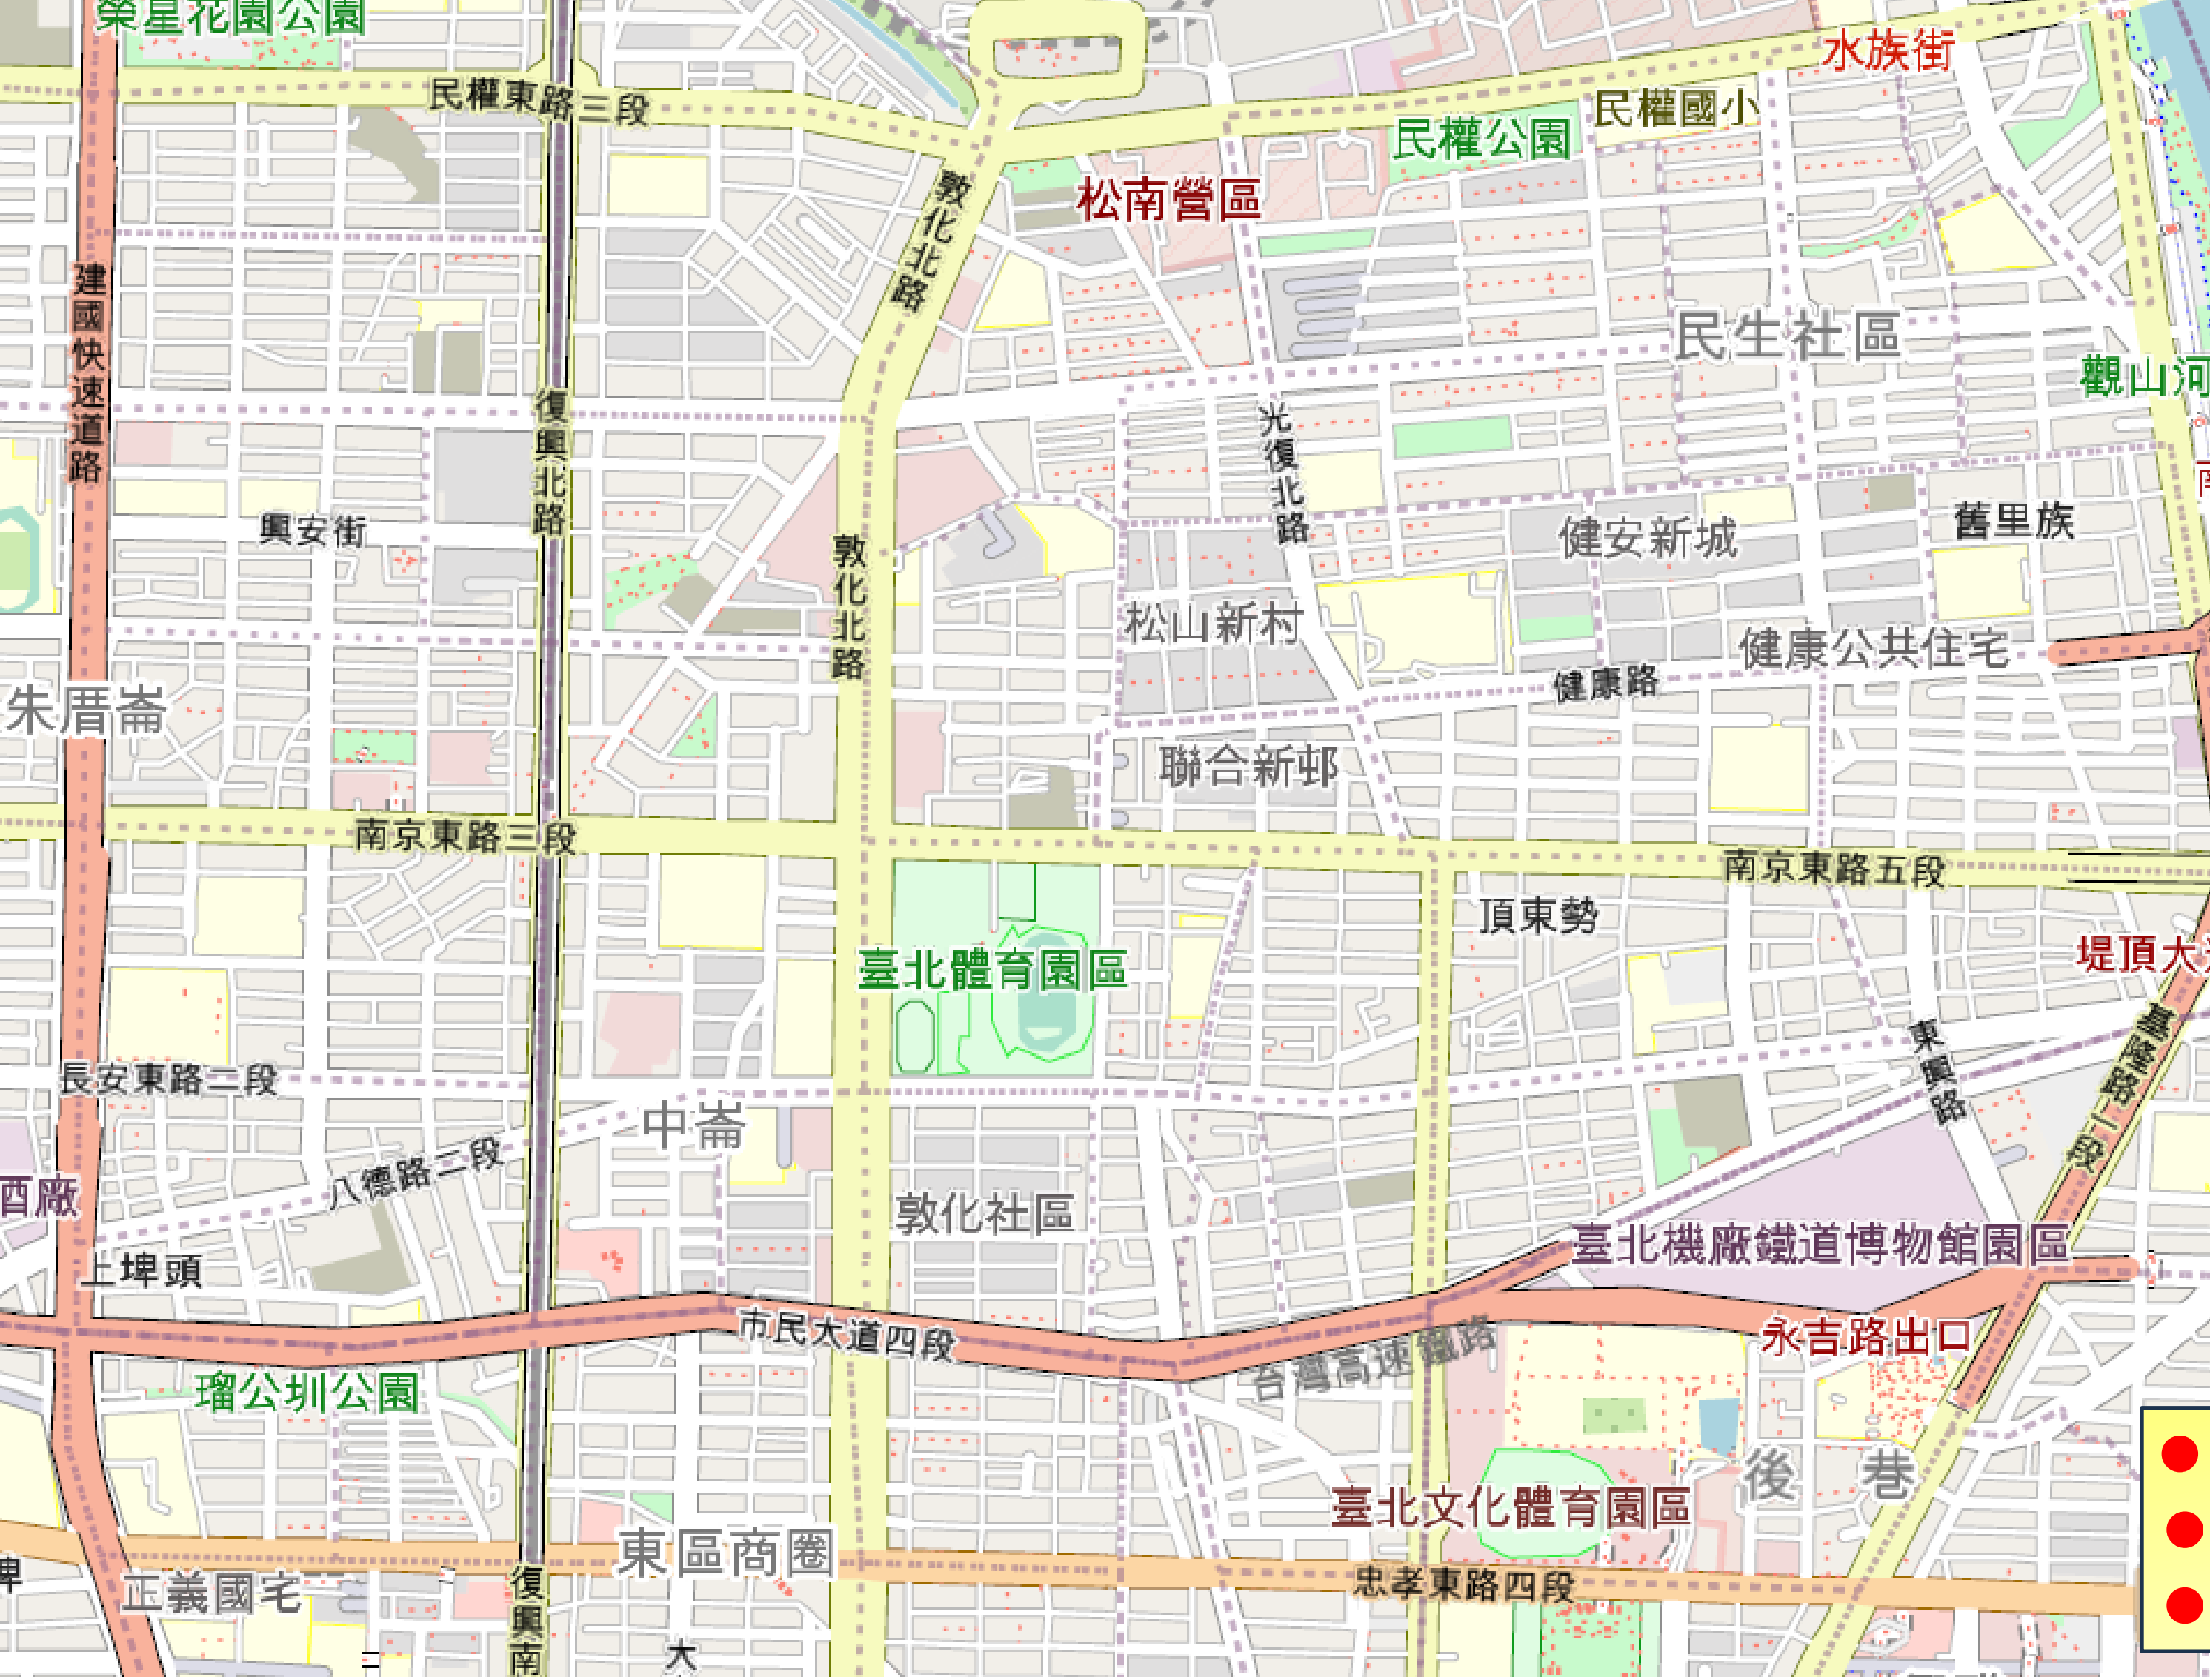 榮星花園公園
水族街
民權東路三段
民權國小
民權公園
松南營區
敦化北路
建國快速道路
民生社區
觀山河
復興北路
光復北路
興安街
敦化北路
舊里族
健安新城
松山新村
健康公共住宅
健康路
朱厝崙
聯合新邨
南京東路三段
南京東路五段
頂東勢
臺北體育園區
堤頂大
基隆路一段
東興路
長安東路二段
中崙
八德路二段
酒廠
敦化社區
臺北機廠鐵道博物館園區
上埤頭
市民大道四段
永吉路出口
台灣高速鐵路
瑠公圳公園
後巷
臺北文化體育園區
東區商圈
忠孝東路四段
正義國宅
復興南
大